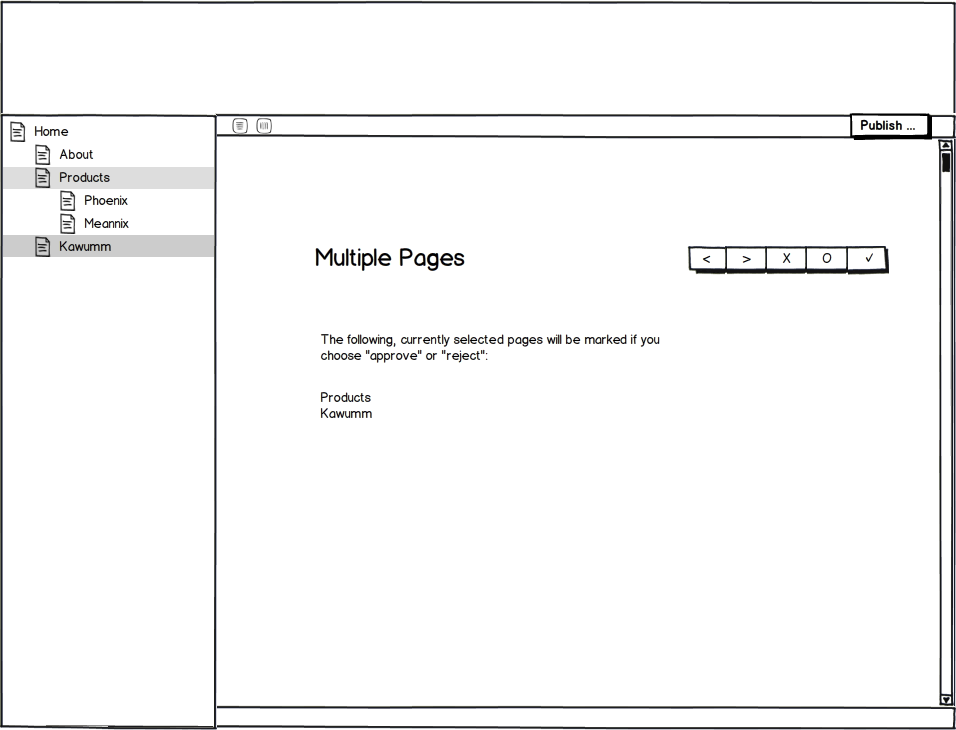 Home
About
Products
Phoenix
Meannix
Kawumm
Publish ...
Multiple Pages
< > X O ✓
The following, currently selected pages will be marked if you
choose "approve" or "reject":
Products
Kawumm